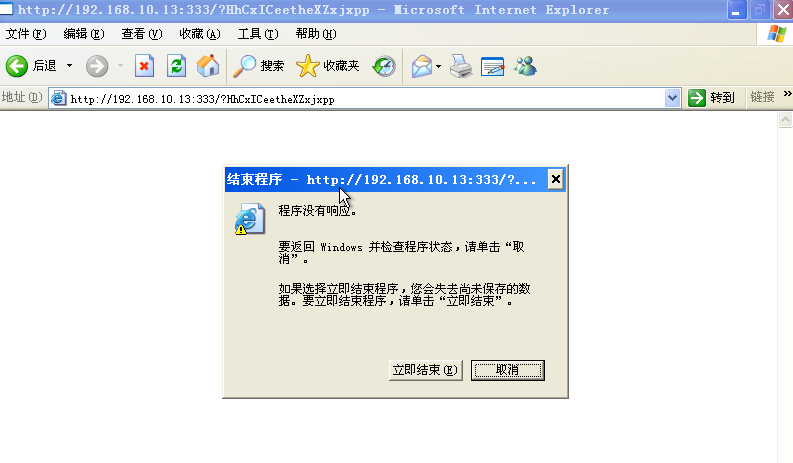 http://192.168.10.13:333/?HhCxICeetheXZxjxpp - Microsoft Internet Explorer
文件(F) 编辑(E) 查看(V) 收藏(A) 工具(T) 帮助(H)
后退 搜索 收藏夹
地址(D) http://192.168.10.13:333/?HhCxICeetheXZxjxpp 转到 链接 »
结束程序 - http://192.168.10.13:333/?...
程序没有响应。
要返回 Windows 并检查程序状态，请单击“取
消”。
如果选择立即结束程序，您会失去尚未保存的数
据。要立即结束程序，请单击“立即结束”。
立即结束(E) 取消